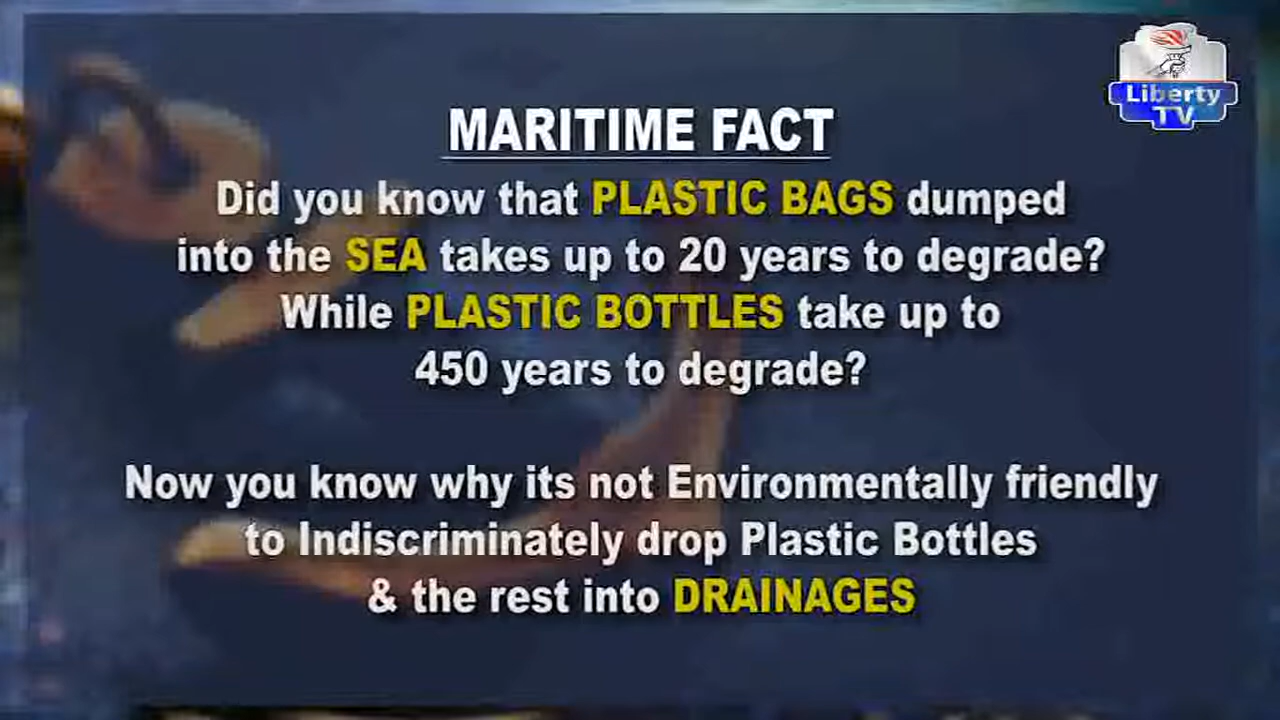 Liberty
TV
MARITIME FACT
Did you know that PLASTIC BAGS dumped
into the SEA takes up to 20 years to degrade?
While PLASTIC BOTTLES take up to
450 years to degrade?
Now you know why its not Environmentally friendly
to Indiscriminately drop Plastic Bottles
& the rest into DRAINAGES